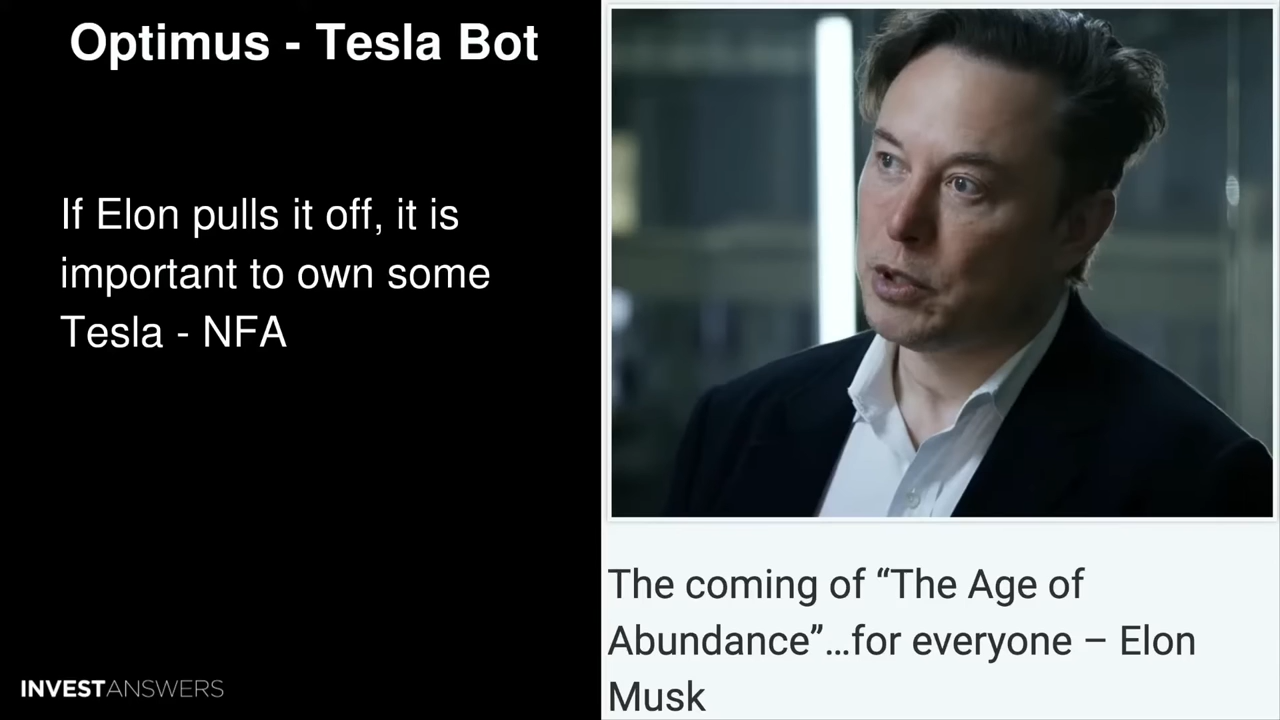 Optimus - Tesla Bot
If Elon pulls it off, it is
important to own some
Tesla - NFA
INVESTANSWERS
The coming of “The Age of
Abundance”...for everyone – Elon
Musk